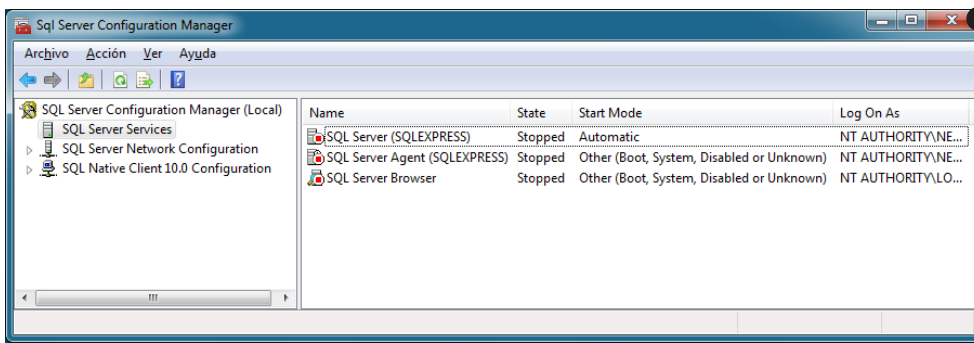 Sql Server Configuration Manager
Archivo Acción Ver Ayuda
SQL Server Configuration Manager (Local)
SQL Server Services
SQL Server Network Configuration
SQL Native Client 10.0 Configuration
Name State Start Mode Log On As
SQL Server (SQLEXPRESS) Stopped Automatic NT AUTHORITY\NE...
SQL Server Agent (SQLEXPRESS) Stopped Other (Boot, System, Disabled or Unknown) NT AUTHORITY\NE...
SQL Server Browser Stopped Other (Boot, System, Disabled or Unknown) NT AUTHORITY\LO...